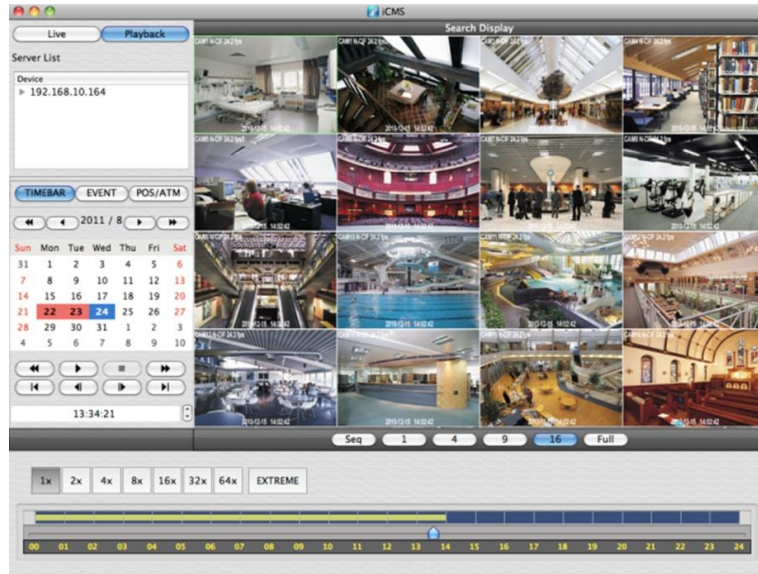 iCMS
Live Playback
Search Display
Server List
Device
192.168.10.164
TIMEBAR EVENT POS/ATM
2011 / 8
Sun Mon Tue Wed Thu Fri Sat
31 1 2 3 4 5 6
7 8 9 10 11 12 13
14 15 16 17 18 19 20
21 22 23 24 25 26 27
28 29 30 31 1 2 3
4 5 6 7 8 9 10
13:34:21
Seq 1 4 9 16 Full
1x 2x 4x 8x 16x 32x 64x EXTREME
00 01 02 03 04 05 06 07 08 09 10 11 12 13 14 15 16 17 18 19 20 21 22 23 24